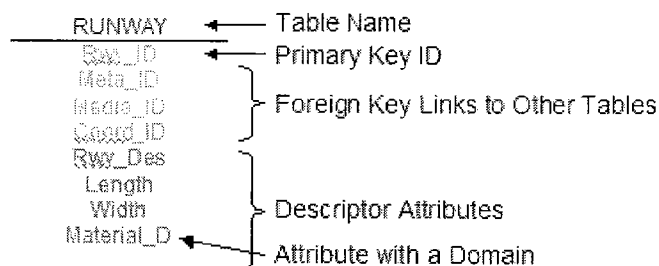 RUNWAY
Table Name
Rwy_ID
Primary Key ID
Meta_ID
Media_ID
Foreign Key Links to Other Tables
Coord_ID
Rwy_Des
Length
Width
Descriptor Attributes
Material_D
Attribute with a Domain